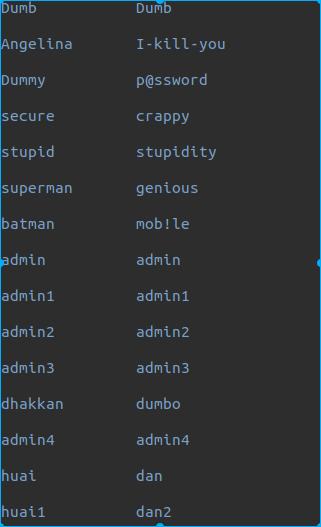 Dumb Dumb
Angelina I-kill-you
Dummy p@ssword
secure crappy
stupid stupidity
superman genious
batman mob!le
admin admin
admin1 admin1
admin2 admin2
admin3 admin3
dhakkan dumbo
admin4 admin4
huai dan
huai1 dan2